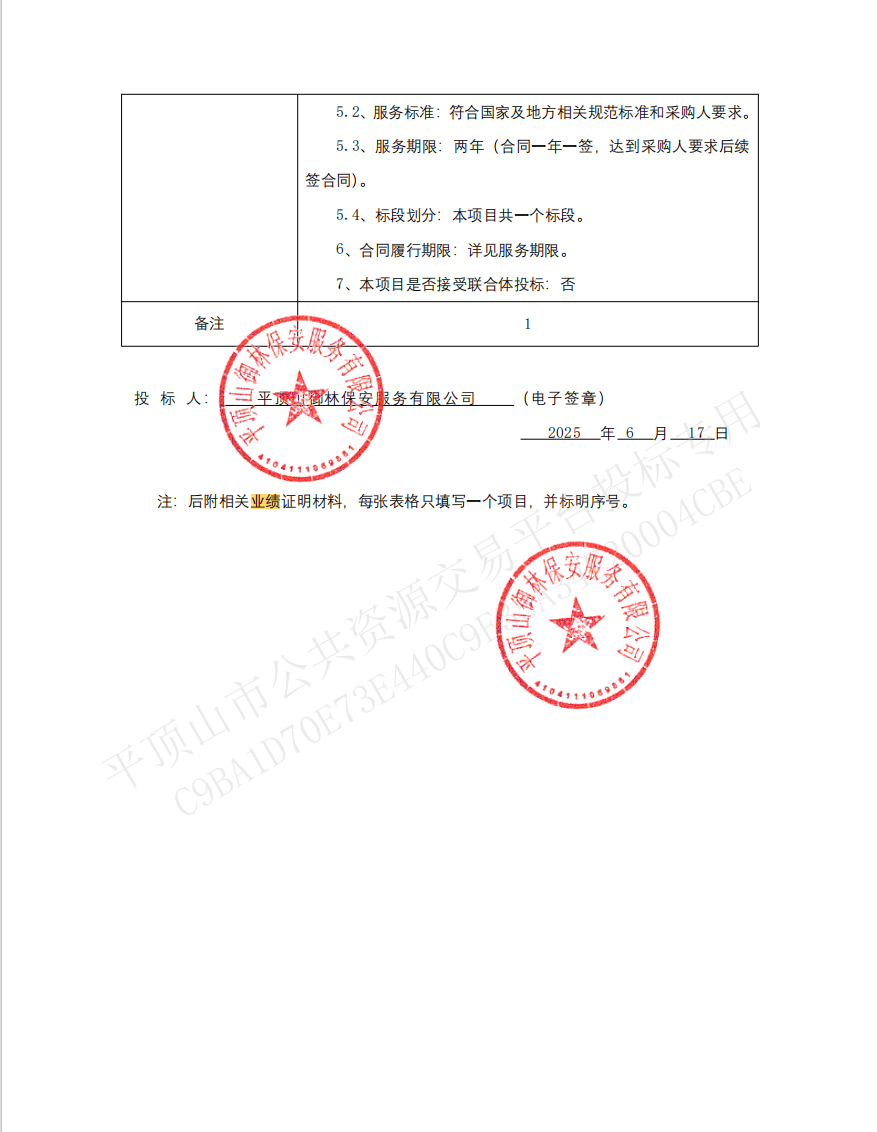 5.2、服务标准：符合国家及地方相关规范标准和采购人要求。
5.3、服务期限：两年（合同一年一签，达到采购人要求后续
签合同）。
5.4、标段划分：本项目共一个标段。
6、合同履行期限：详见服务期限。
7、本项目是否接受联合体投标：否
备注
1
平顶山御林保安服务有限公司
投 标 人：平顶山御林保安服务有限公司（电子签章）
2025 年 6 月 17 日
注：后附相关业绩证明材料，每张表格只填写一个项目，并标明序号。
平顶山御林保安服务有限公司
平顶山市公共资源交易平台投标专用